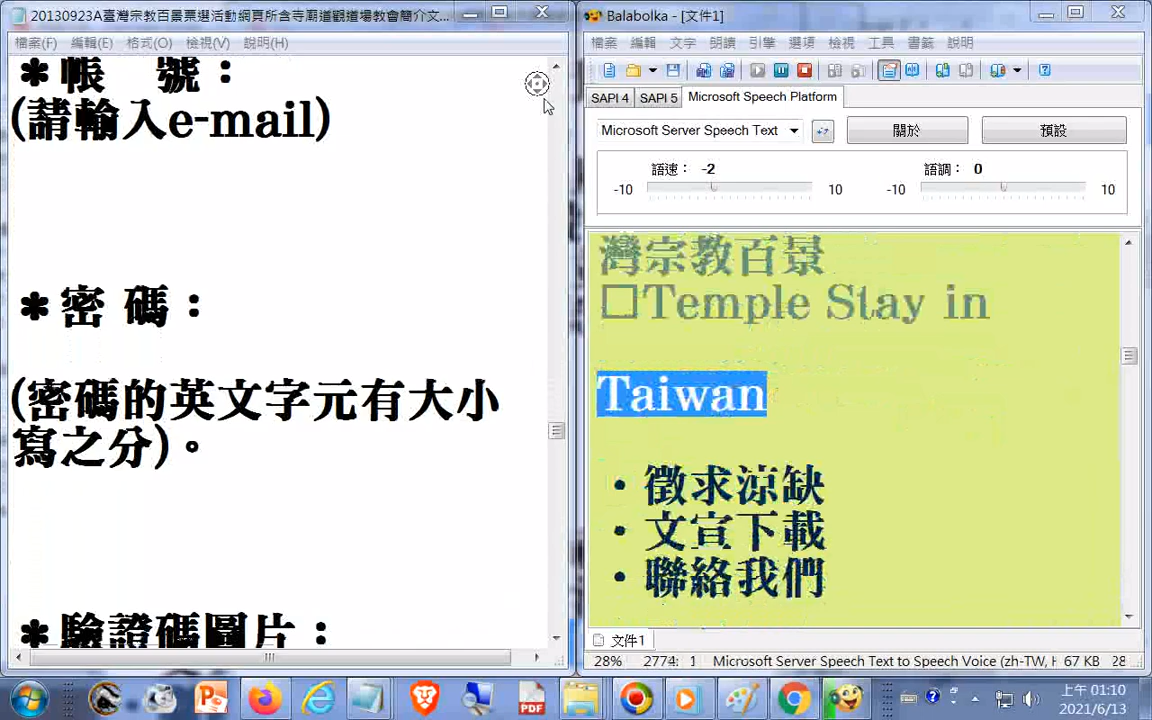 20130923A臺灣宗教百景票選活動網頁所含寺廟道觀道場教會簡介文...
檔案(F) 編輯(E) 格式(O) 檢視(V) 說明(H)
＊帳 號：
(請輸入e-mail)
＊密 碼：
(密碼的英文字元有大小
寫之分)。
＊驗證碼圖片：
Balabolka - [文件1]
檔案 編輯 文字 朗讀 引擎 選項 檢視 工具 書籤 說明
SAPI 4 SAPI 5 Microsoft Speech Platform
Microsoft Server Speech Text 關於 預設
語速： -2 語調： 0
-10 10 -10 10
灣宗教百景
□Temple Stay in
Taiwan
・徵求涼缺
・文宣下載
・聯絡我們
文件1
28% 2774: 1 Microsoft Server Speech Text to Speech Voice (zh-TW, H 67 KB 28
上午 01:10
2021/6/13